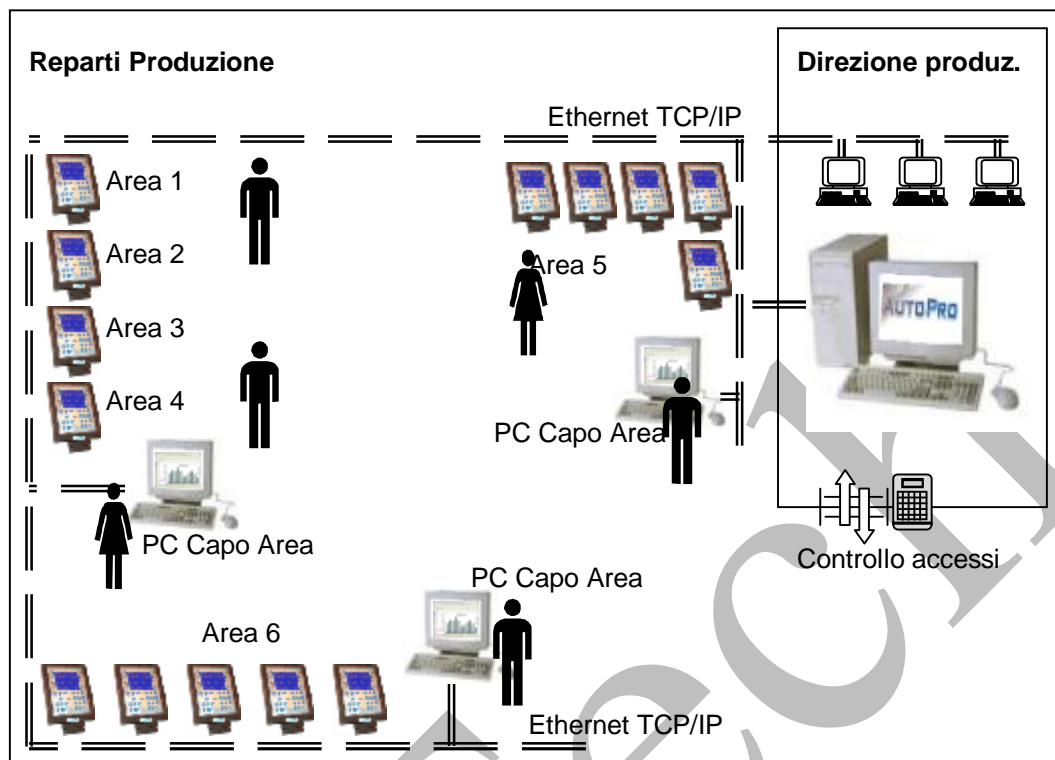 Reparti Produzione
Direzione produz.
Ethernet TCP/IP
Area 1
Area 2
Area 5
AUTOPRO
Area 3
Area 4
PC Capo Area
PC Capo Area
Controllo accessi
PC Capo Area
Area 6
Ethernet TCP/IP